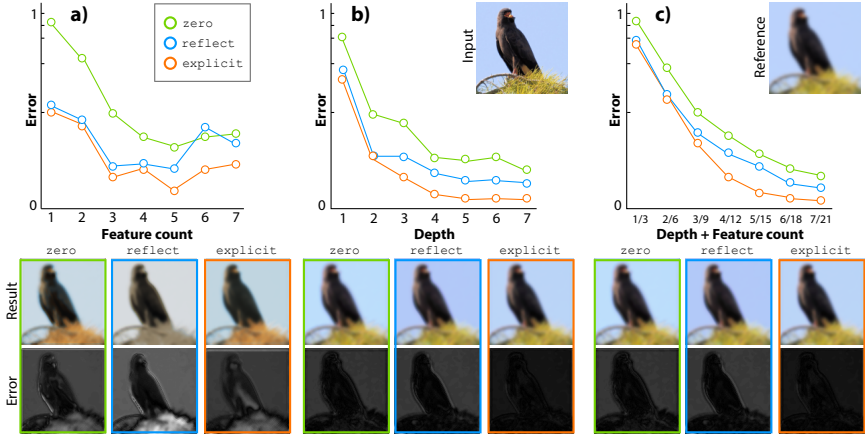 a)
b)
c)
1
zero
reflect
explicit
Input
Reference
Error
Error
Error
0
0
0
1 2 3 4 5 6 7
1 2 3 4 5 6 7
1/3 2/6 3/9 4/12 5/15 6/18 7/21
Feature count
Depth
Depth + Feature count
zero reflect explicit
zero reflect explicit
zero reflect explicit
Result
Error
1
1